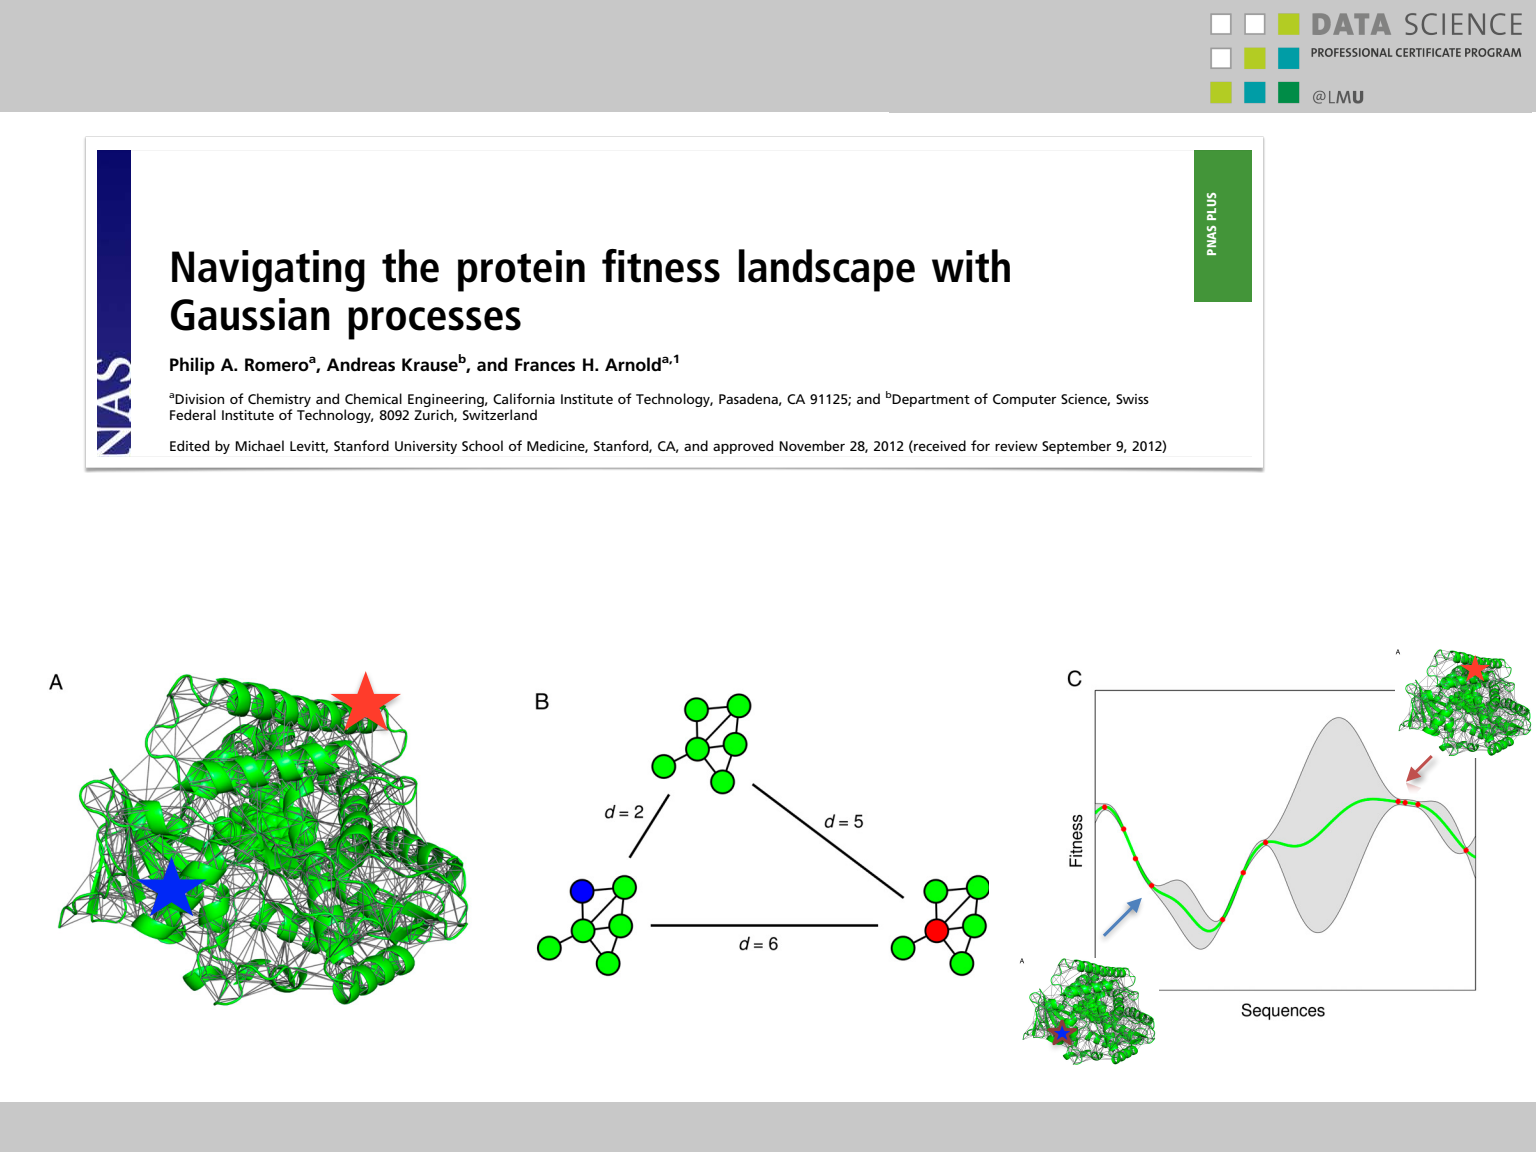 DATA SCIENCE
PROFESSIONAL CERTIFICATE PROGRAM
@LMU
NAS
PNAS PLUS
Navigating the protein fitness landscape with
Gaussian processes
Philip A. Romeroa, Andreas Krauseb, and Frances H. Arnolda,1
aDivision of Chemistry and Chemical Engineering, California Institute of Technology, Pasadena, CA 91125; and bDepartment of Computer Science, Swiss
Federal Institute of Technology, 8092 Zurich, Switzerland
Edited by Michael Levitt, Stanford University School of Medicine, Stanford, CA, and approved November 28, 2012 (received for review September 9, 2012)
A
B
d = 2
d = 5
d = 6
C
A
Fitness
A
Sequences